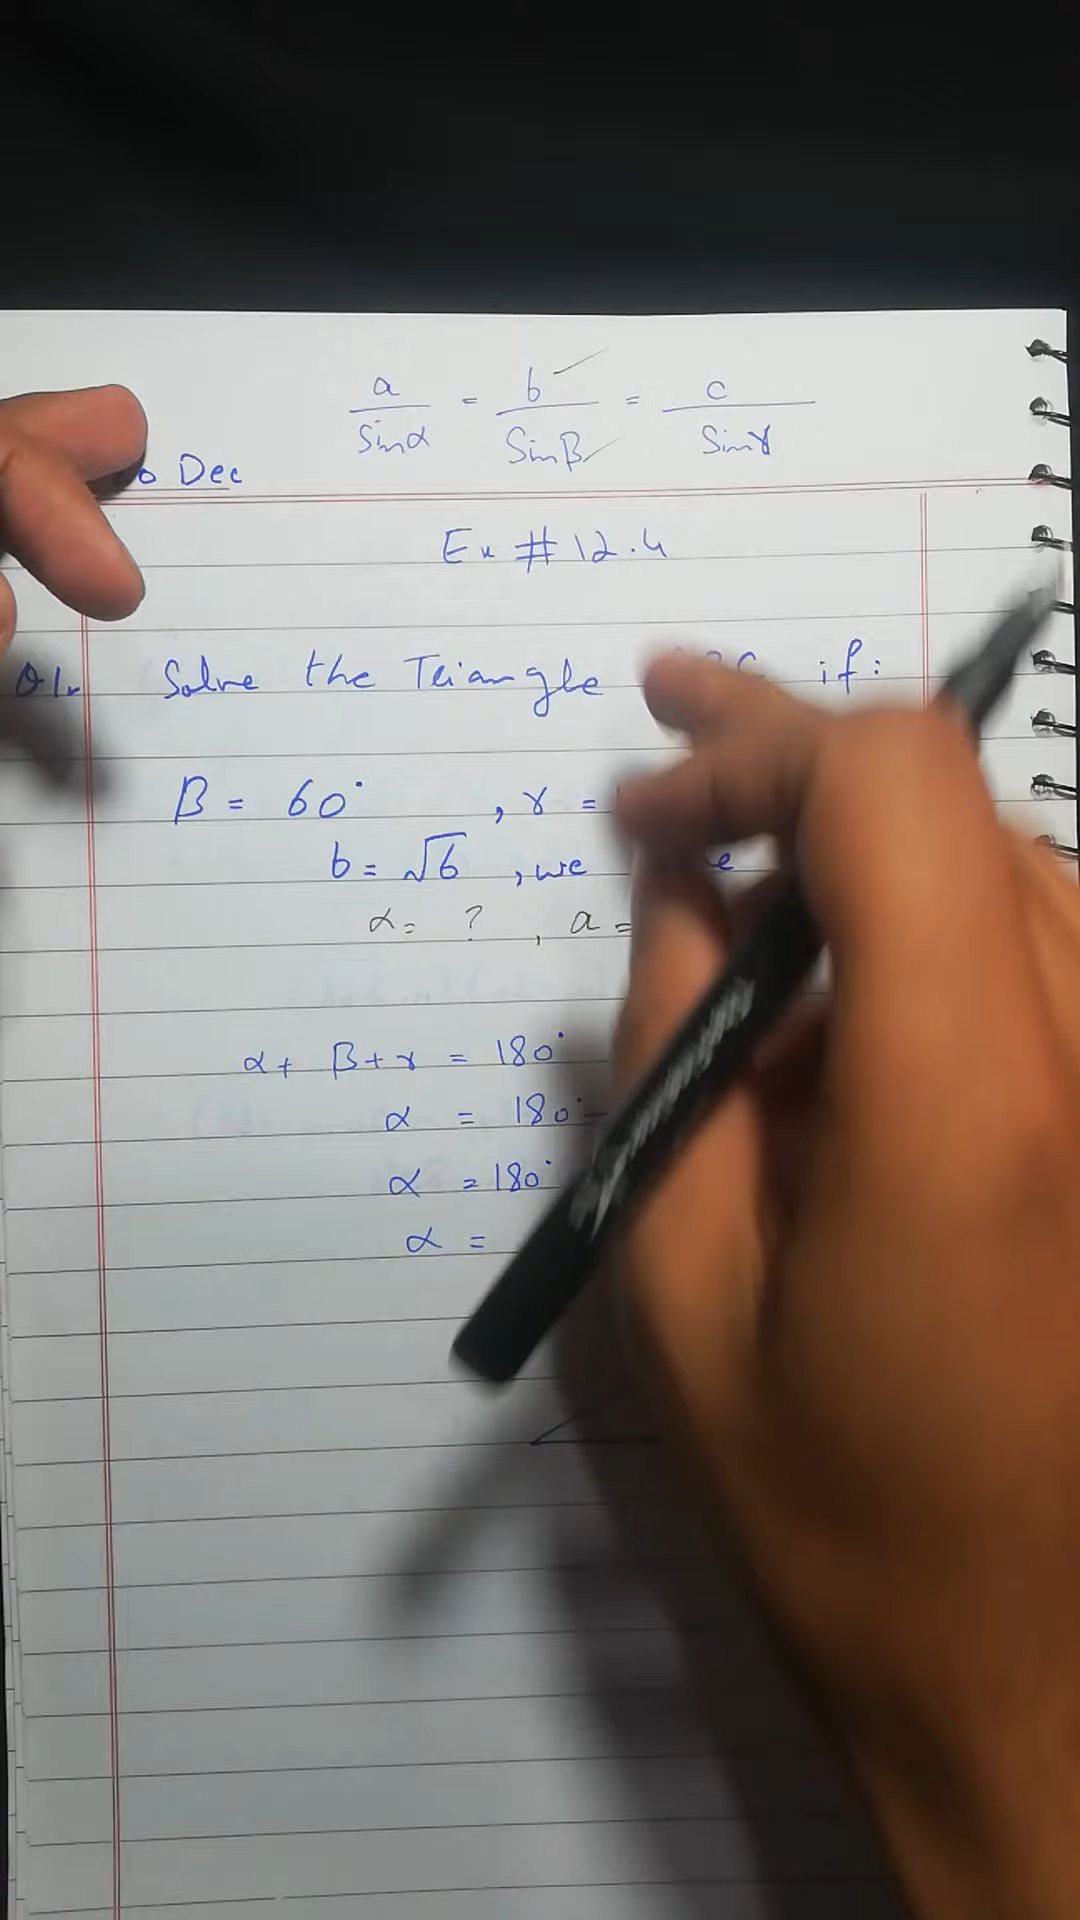 a/Sinα = b/Sinβ = c/Sinγ
Dec
Ex # 12.4
Q1. Solve the Triangle if:
β = 60° , γ =
b = √6 , we
α = ? , a =
α + β + γ = 180°
α = 180° -
α = 180°
α =